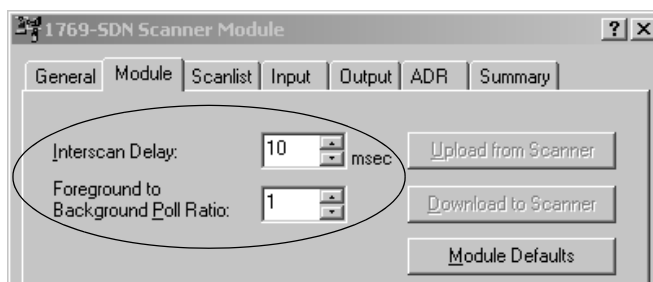 1769-SDN Scanner Module
General Module Scanlist Input Output ADR Summary
Interscan Delay: 10 msec Upload from Scanner
Foreground to
Background Poll Ratio: 1 Download to Scanner
Module Defaults